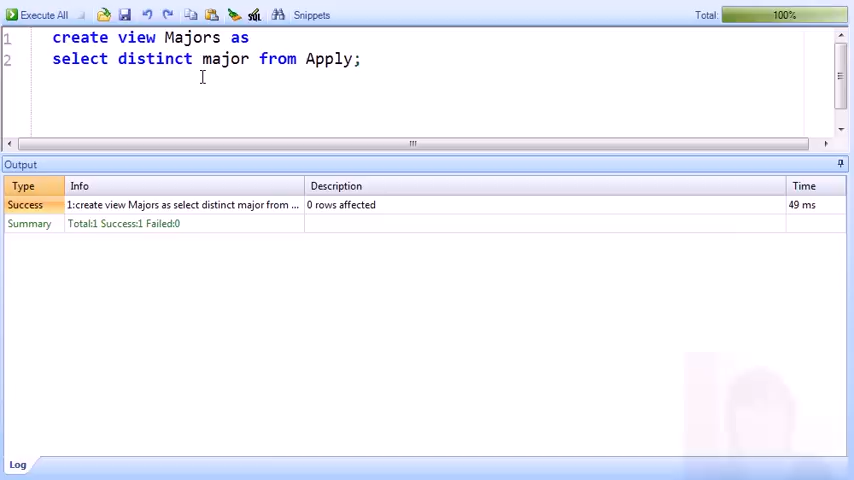 Execute All SQL Snippets Total: 100%
1 create view Majors as
2 select distinct major from Apply;
Output
Type Info Description Time
Success 1:create view Majors as select distinct major from ... 0 rows affected 49 ms
Summary Total:1 Success:1 Failed:0
Log